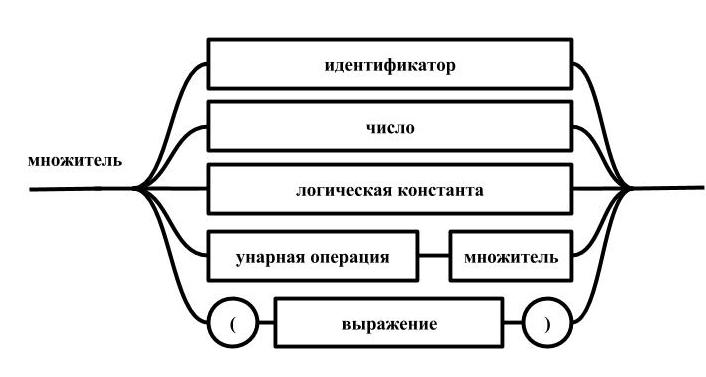 идентификатор
число
множитель
логическая константа
унарная операция множитель
( выражение )